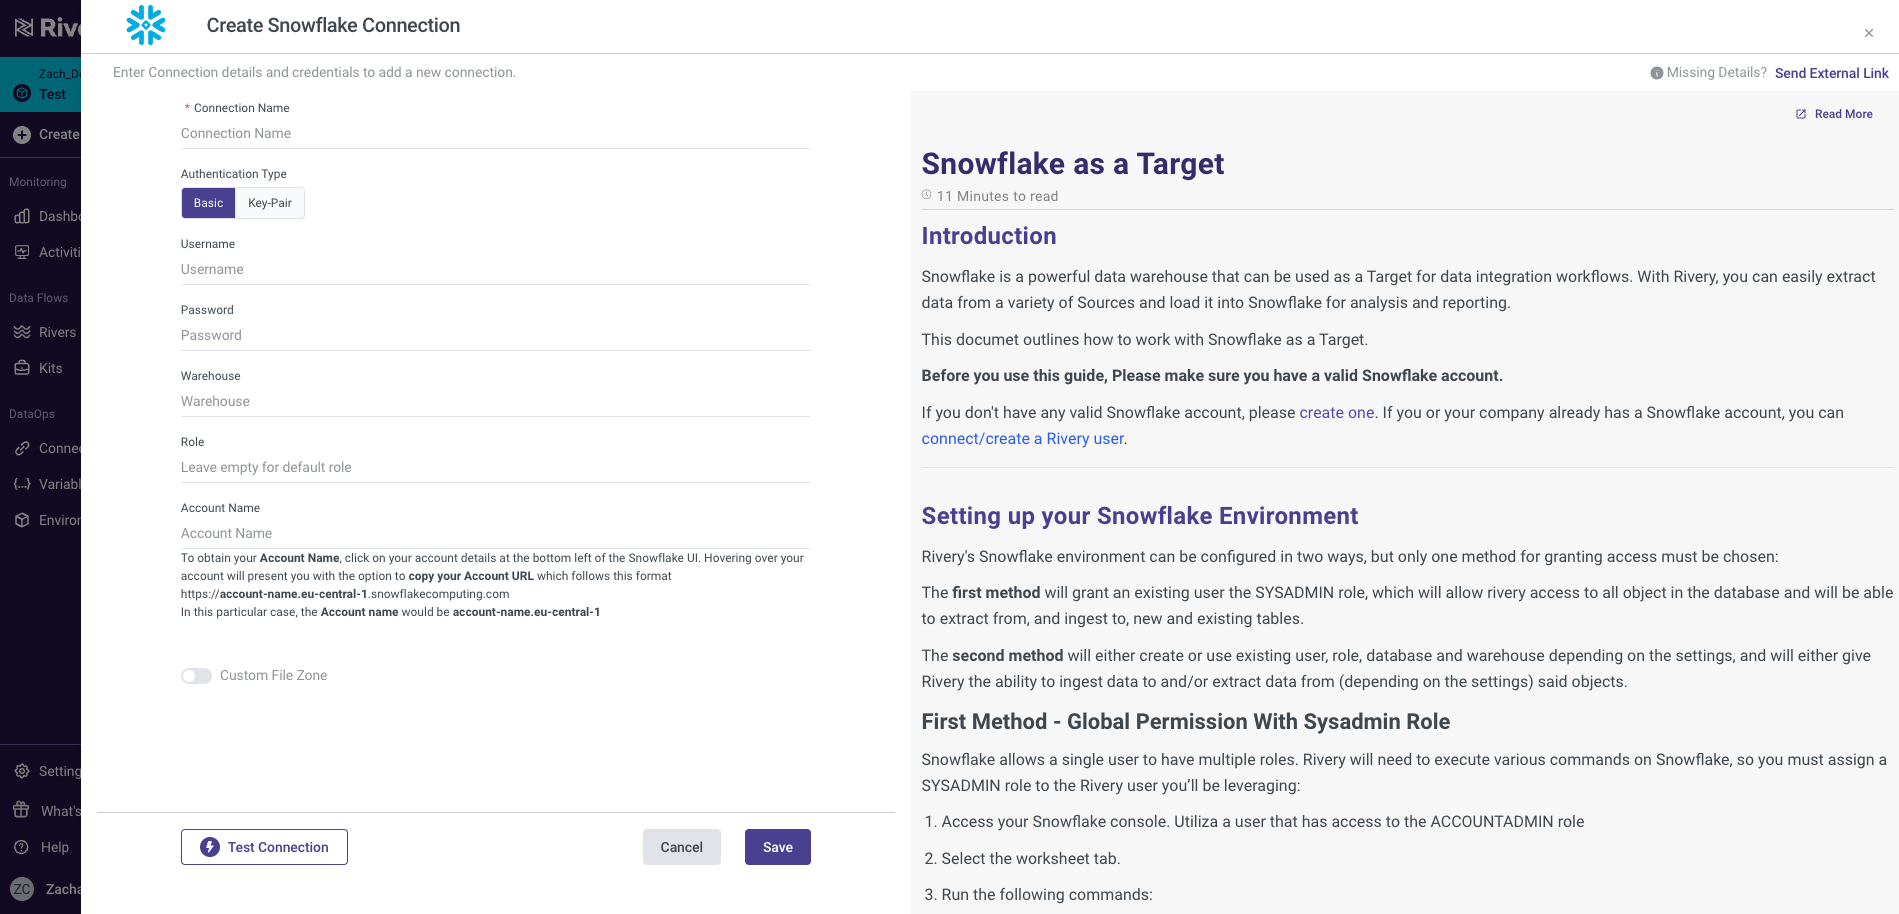 Rive
Zach_D
Test
Create
Monitoring
Dashbo
Activiti
Data Flows
Rivers
Kits
DataOps
Connec
Variabl
Enviror
Setting
What's
Help
ZC
Zacha
Create Snowflake Connection
×
Enter Connection details and credentials to add a new connection.
Missing Details? Send External Link
* Connection Name
Connection Name
Authentication Type
Basic Key-Pair
Username
Username
Password
Password
Warehouse
Warehouse
Role
Leave empty for default role
Account Name
Account Name
To obtain your Account Name, click on your account details at the bottom left of the Snowflake UI. Hovering over your
account will present you with the option to copy your Account URL which follows this format
https://account-name.eu-central-1.snowflakecomputing.com
In this particular case, the Account name would be account-name.eu-central-1
Custom File Zone
Test Connection
Cancel
Save
Read More
Snowflake as a Target
11 Minutes to read
Introduction
Snowflake is a powerful data warehouse that can be used as a Target for data integration workflows. With Rivery, you can easily extract
data from a variety of Sources and load it into Snowflake for analysis and reporting.
This documet outlines how to work with Snowflake as a Target.
Before you use this guide, Please make sure you have a valid Snowflake account.
If you don't have any valid Snowflake account, please create one. If you or your company already has a Snowflake account, you can
connect/create a Rivery user.
Setting up your Snowflake Environment
Rivery's Snowflake environment can be configured in two ways, but only one method for granting access must be chosen:
The first method will grant an existing user the SYSADMIN role, which will allow rivery access to all object in the database and will be able
to extract from, and ingest to, new and existing tables.
The second method will either create or use existing user, role, database and warehouse depending on the settings, and will either give
Rivery the ability to ingest data to and/or extract data from (depending on the settings) said objects.
First Method - Global Permission With Sysadmin Role
Snowflake allows a single user to have multiple roles. Rivery will need to execute various commands on Snowflake, so you must assign a
SYSADMIN role to the Rivery user you’ll be leveraging:
1. Access your Snowflake console. Utiliza a user that has access to the ACCOUNTADMIN role
2. Select the worksheet tab.
3. Run the following commands: